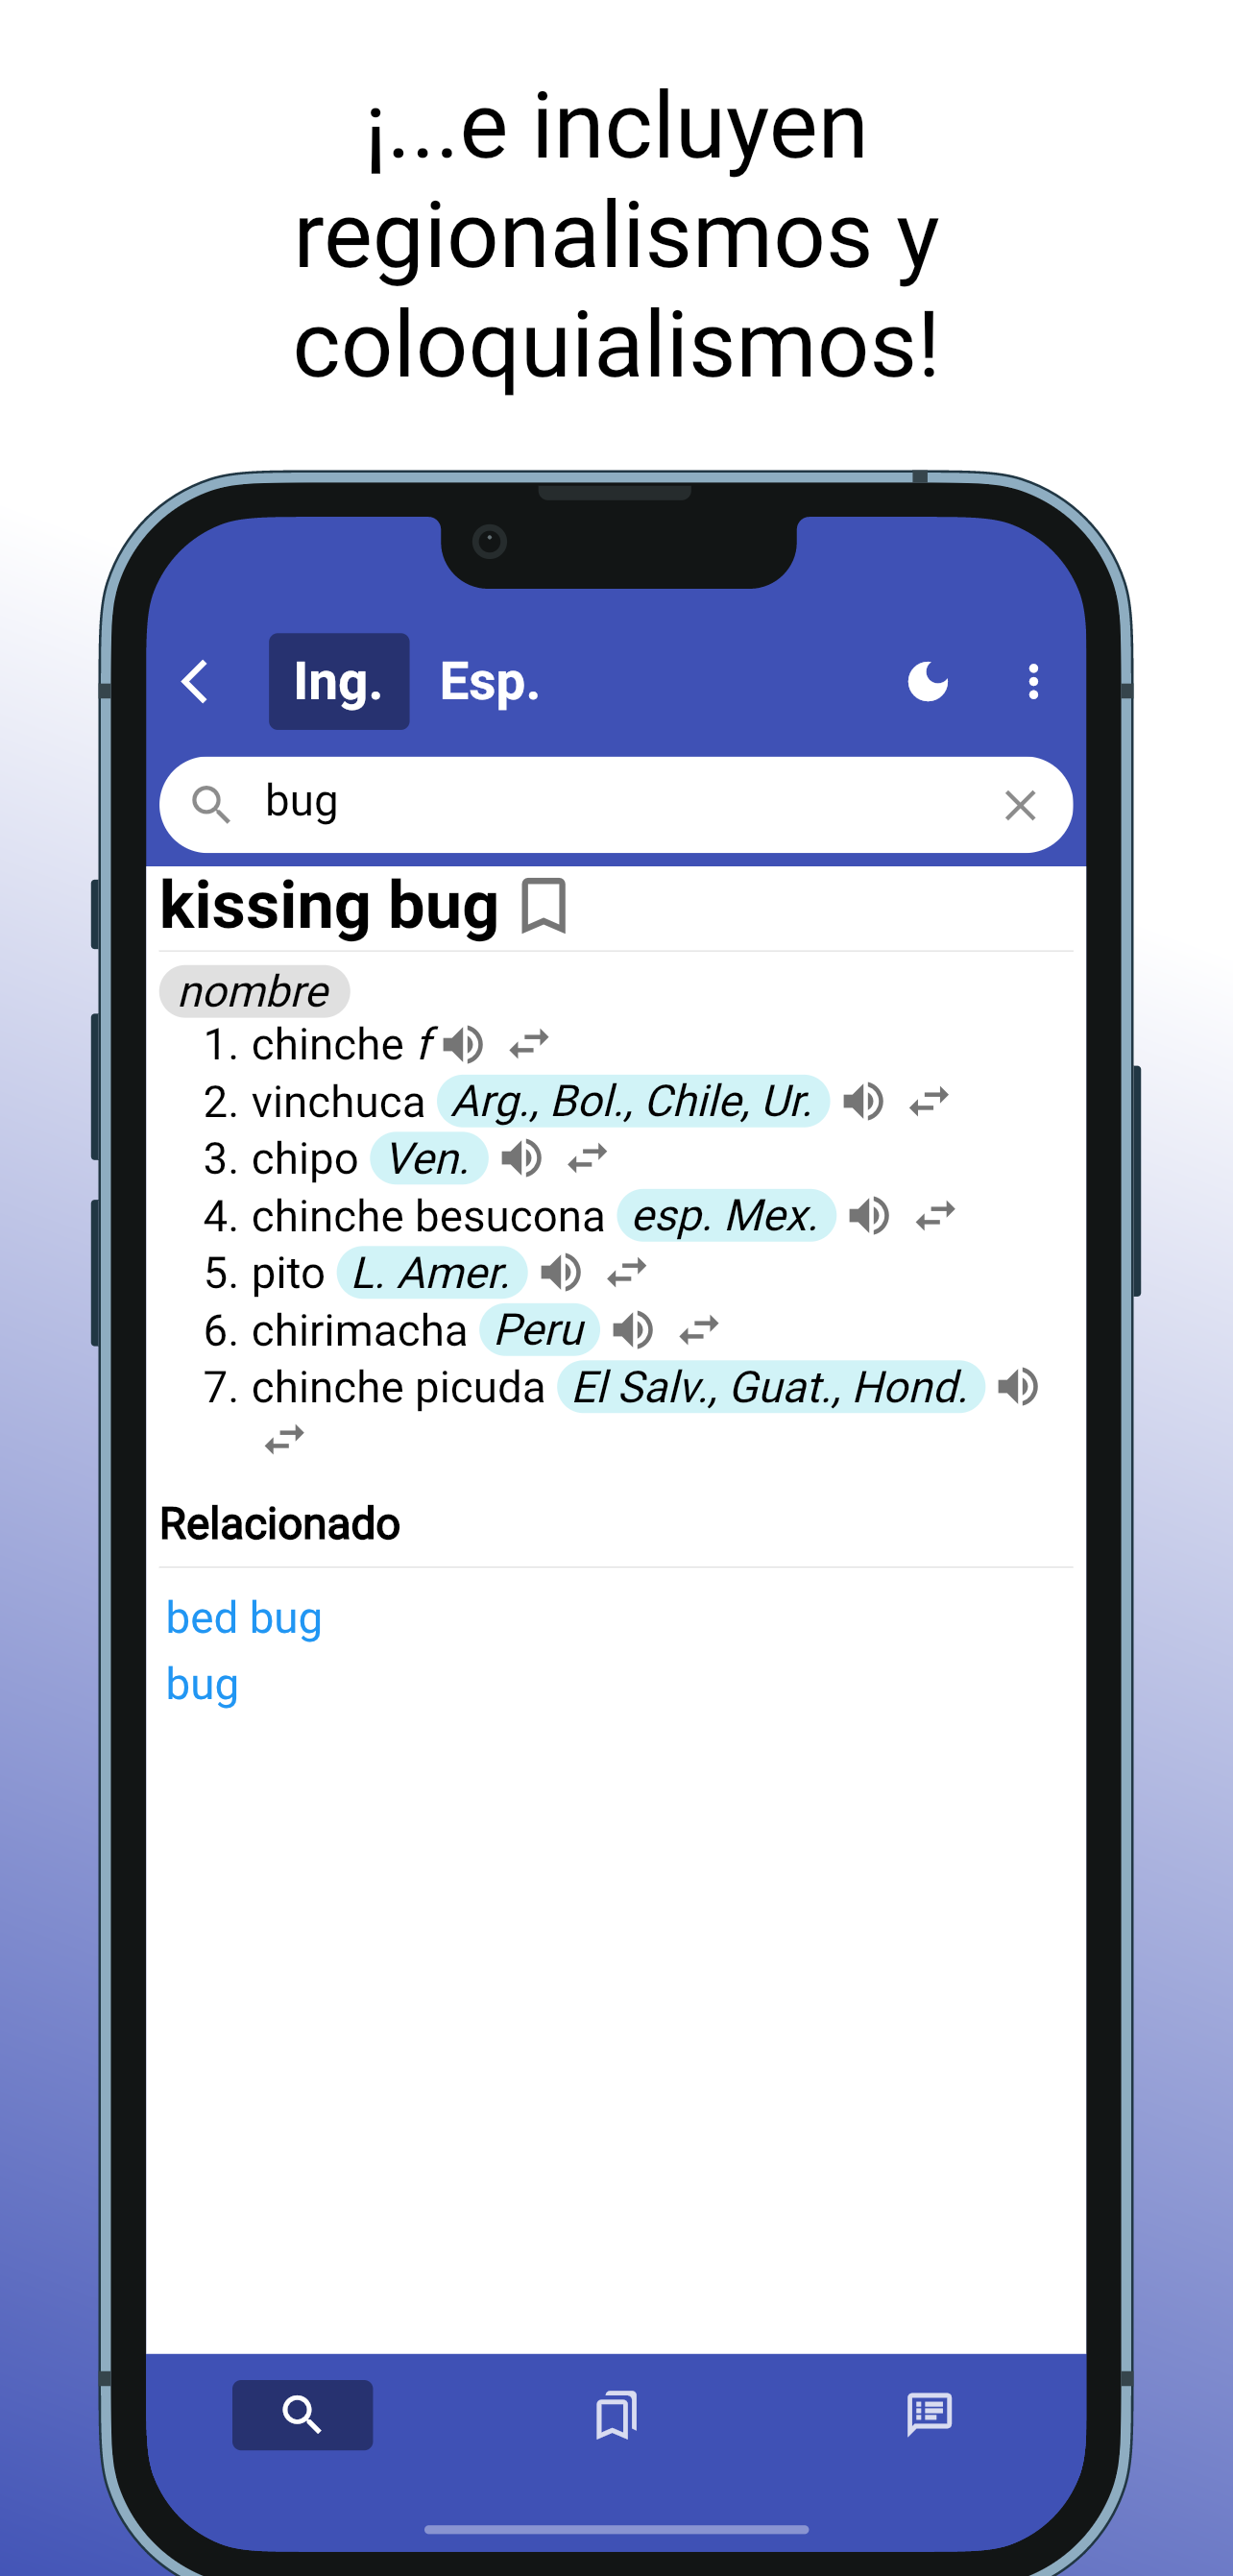 ¡...e incluyen
regionalismos y
coloquialismos!
Ing. Esp.
bug
kissing bug
nombre
1. chinche f
2. vinchuca Arg., Bol., Chile, Ur.
3. chipo Ven.
4. chinche besucona esp. Mex.
5. pito L. Amer.
6. chirimacha Peru
7. chinche picuda El Salv., Guat., Hond.
Relacionado
bed bug
bug